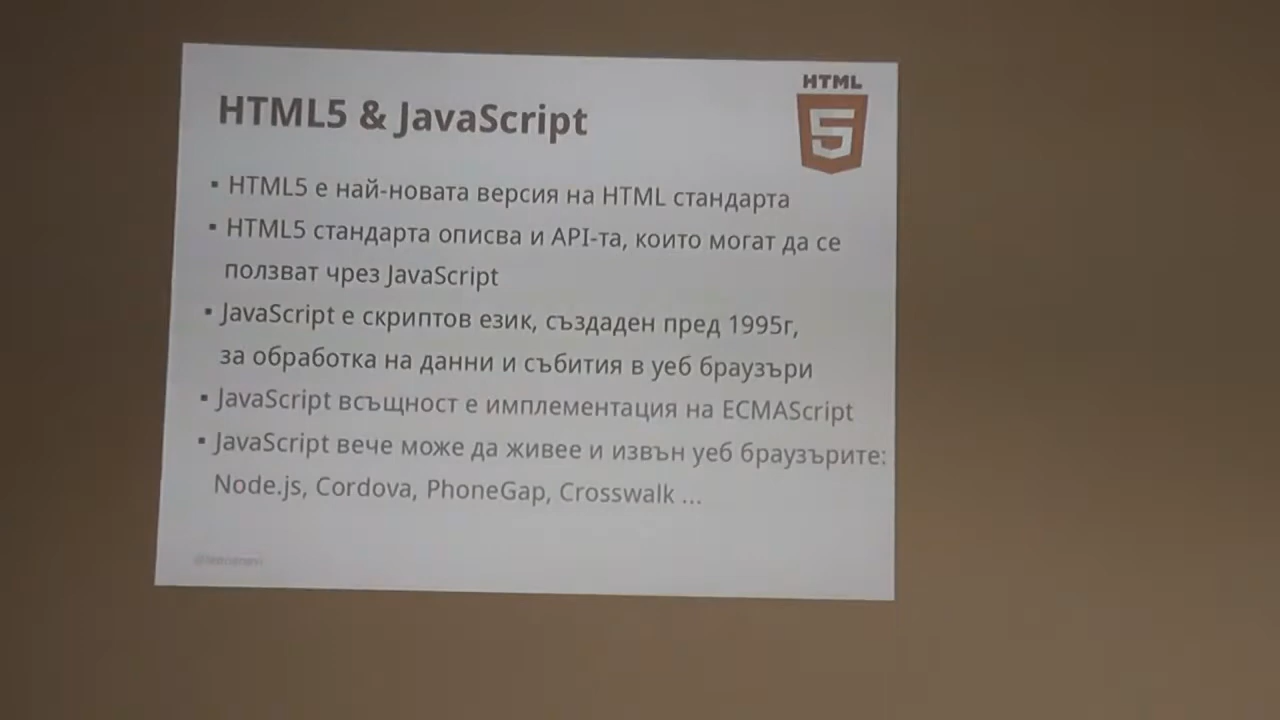 HTML
5
HTML5 & JavaScript
▪ HTML5 е най-новата версия на HTML стандарта
▪ HTML5 стандарта описва и API-та, които могат да се
ползват чрез JavaScript
▪ JavaScript е скриптов език, създаден пред 1995г,
за обработка на данни и събития в уеб браузъри
▪ JavaScript всъщност е имплементация на ECMAScript
▪ JavaScript вече може да живее и извън уеб браузърите:
Node.js, Cordova, PhoneGap, Crosswalk ...